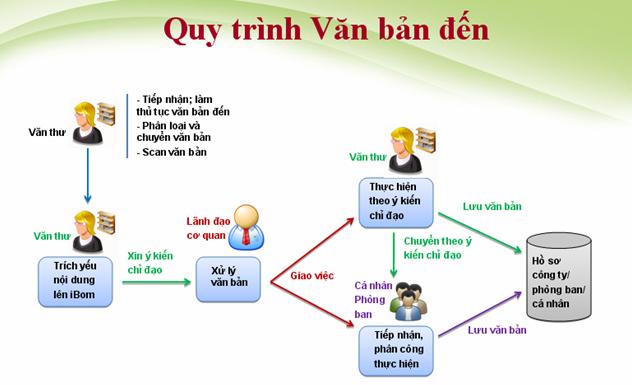 Quy trình Văn bản đến
Văn thư
- Tiếp nhận; làm
thủ tục văn bản đến
- Phân loại và
chuyển văn bản
- Scan văn bản
Văn thư
Trích yếu
nội dung
lên iBom
Xin ý kiến
chỉ đạo
Lãnh đạo
cơ quan
Xử lý
văn bản
Giao việc
Văn thư
Thực hiện
theo ý kiến
chỉ đạo
Chuyển theo ý
kiến chỉ đạo
Cá nhân
Phòng
ban
Tiếp nhận,
phân công
thực hiện
Lưu văn bản
Lưu văn bản
Hồ sơ
công ty/
phòng ban/
cá nhân